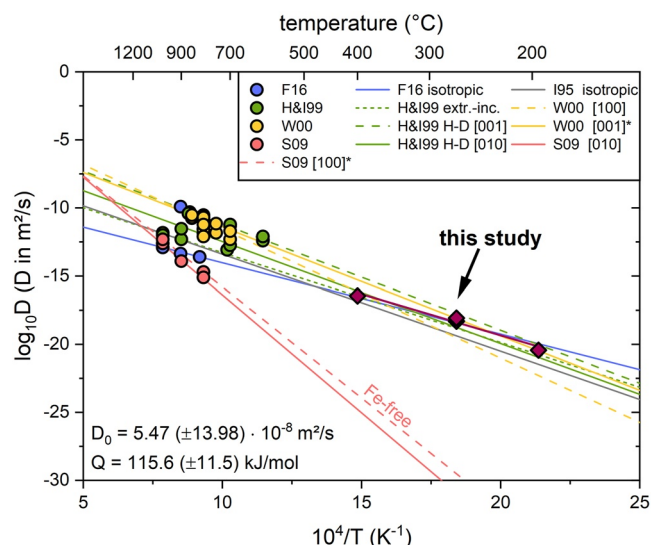 temperature (°C)
1200 900 700 500 400 300 200
0
-5
-10
-15
-20
-25
-30
log₁₀D (D in m²/s)
F16
H&I99
W00
S09
S09 [100]*
F16 isotropic
H&I99 extr.-inc.
H&I99 H-D [001]
H&I99 H-D [010]
I95 isotropic
W00 [100]
W00 [001]*
S09 [010]
this study
Fe-free
D₀ = 5.47 (±13.98) · 10⁻⁸ m²/s
Q = 115.6 (±11.5) kJ/mol
5 10 15 20 25
10⁴/T (K⁻¹)